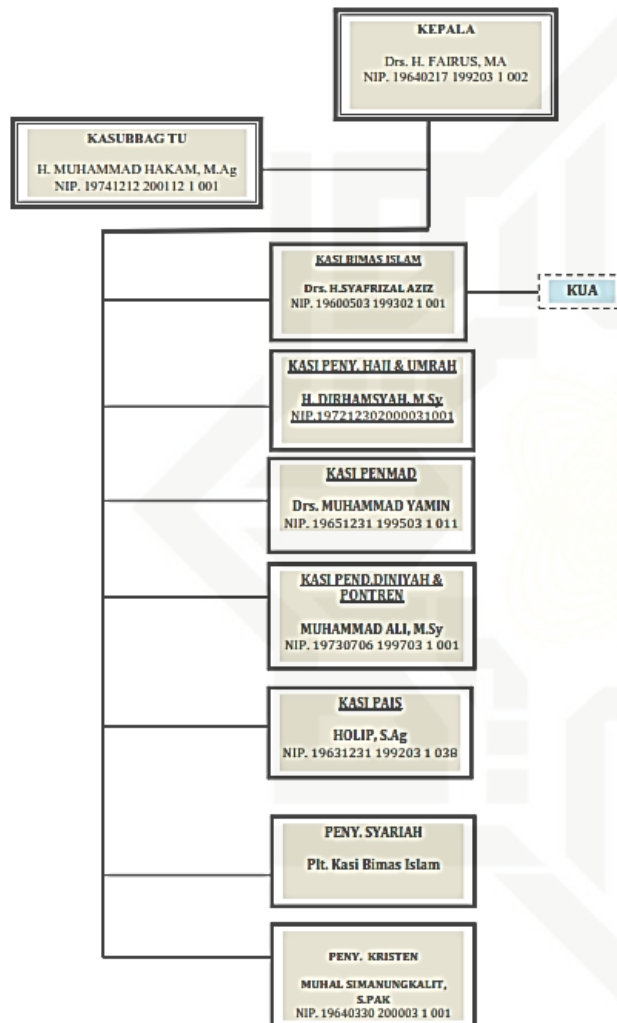 KEPALA
Drs. H. FAIRUS, MA
NIP. 19640217 199203 1 002
KASUBBAG TU
H. MUHAMMAD HAKAM, M.Ag
NIP. 19741212 200112 1 001
KASI BIMAS ISLAM
Drs. H.SYAFRIZAL AZIZ
NIP. 19600503 199302 1 001
KUA
KASI PENY. HAJI & UMRAH
H. DIRHAMSYAH, M.Sy
NIP.197212302000031001
KASI PENMAD
Drs. MUHAMMAD YAMIN
NIP. 19651231 199503 1 011
KASI PEND.DINIYAH &
PONTREN
MUHAMMAD ALI, M.Sy
NIP. 19730706 199703 1 001
KASI PAIS
HOLIP, S.Ag
NIP. 19631231 199203 1 038
PENY. SYARIAH
Plt. Kasi Bimas Islam
PENY. KRISTEN
MUHAL SIMANUNGKALIT,
S.PAK
NIP. 19640330 200003 1 001